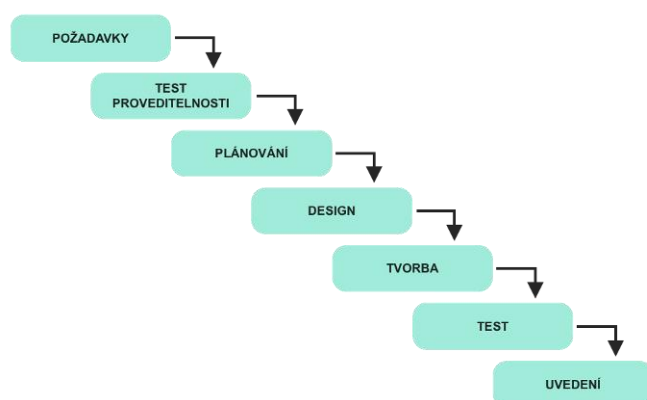 POŽADAVKY
TEST
PROVEDITELNOSTI
PLÁNOVÁNÍ
DESIGN
TVORBA
TEST
UVEDENÍ